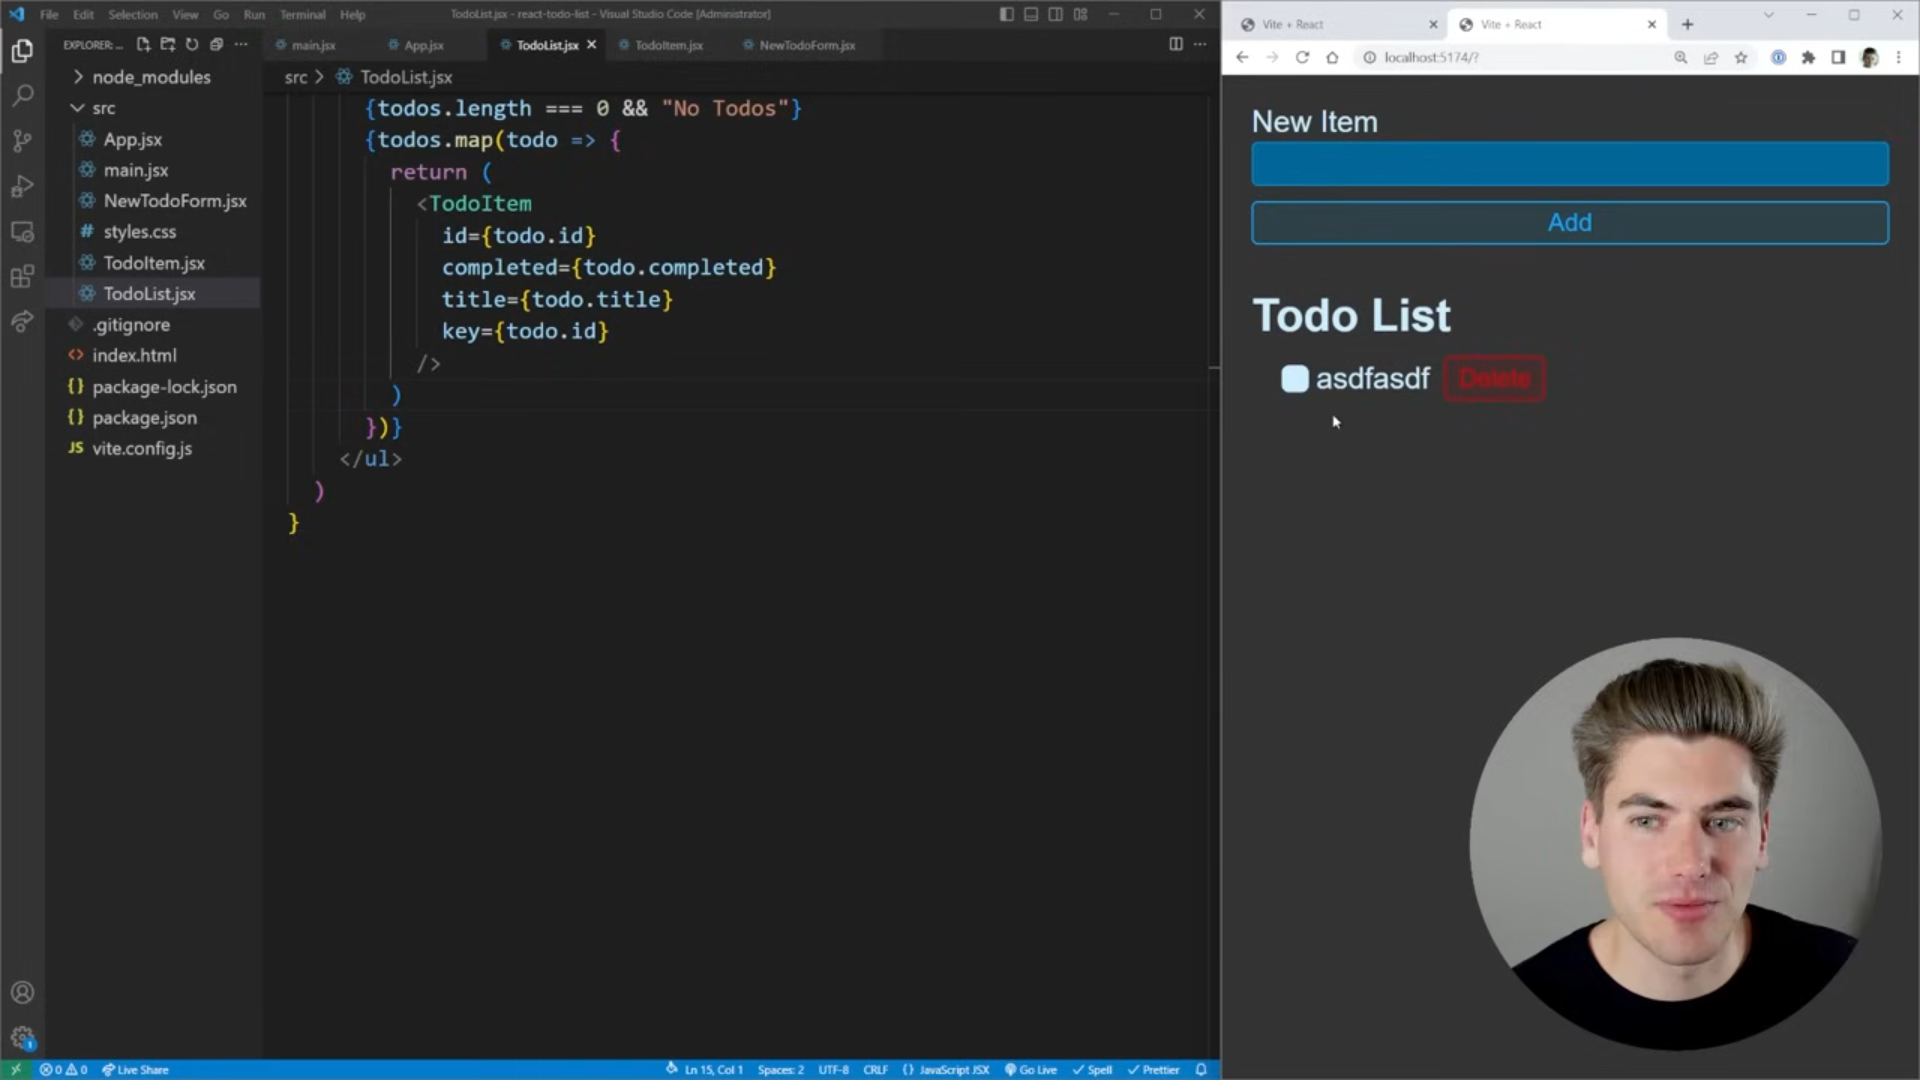 File Edit Selection View Go Run Terminal Help
TodoList.jsx - react-todo-list - Visual Studio Code [Administrator]
EXPLORER: ...
node_modules
src
App.jsx
main.jsx
NewTodoForm.jsx
styles.css
TodoItem.jsx
TodoList.jsx
.gitignore
index.html
package-lock.json
package.json
JS vite.config.js
main.jsx App.jsx TodoList.jsx TodoItem.jsx NewTodoForm.jsx
src > TodoList.jsx
{todos.length === 0 && "No Todos"}
{todos.map(todo => {
return (
<TodoItem
id={todo.id}
completed={todo.completed}
title={todo.title}
key={todo.id}
/>
)
})}
</ul>
)
}
0 0 Live Share
Ln 15, Col 1 Spaces: 2 UTF-8 CRLF {} JavaScript JSX Go Live Spell Prettier
Vite + React
Vite + React
localhost:5174/?
New Item
Add
Todo List
asdfasdf Delete